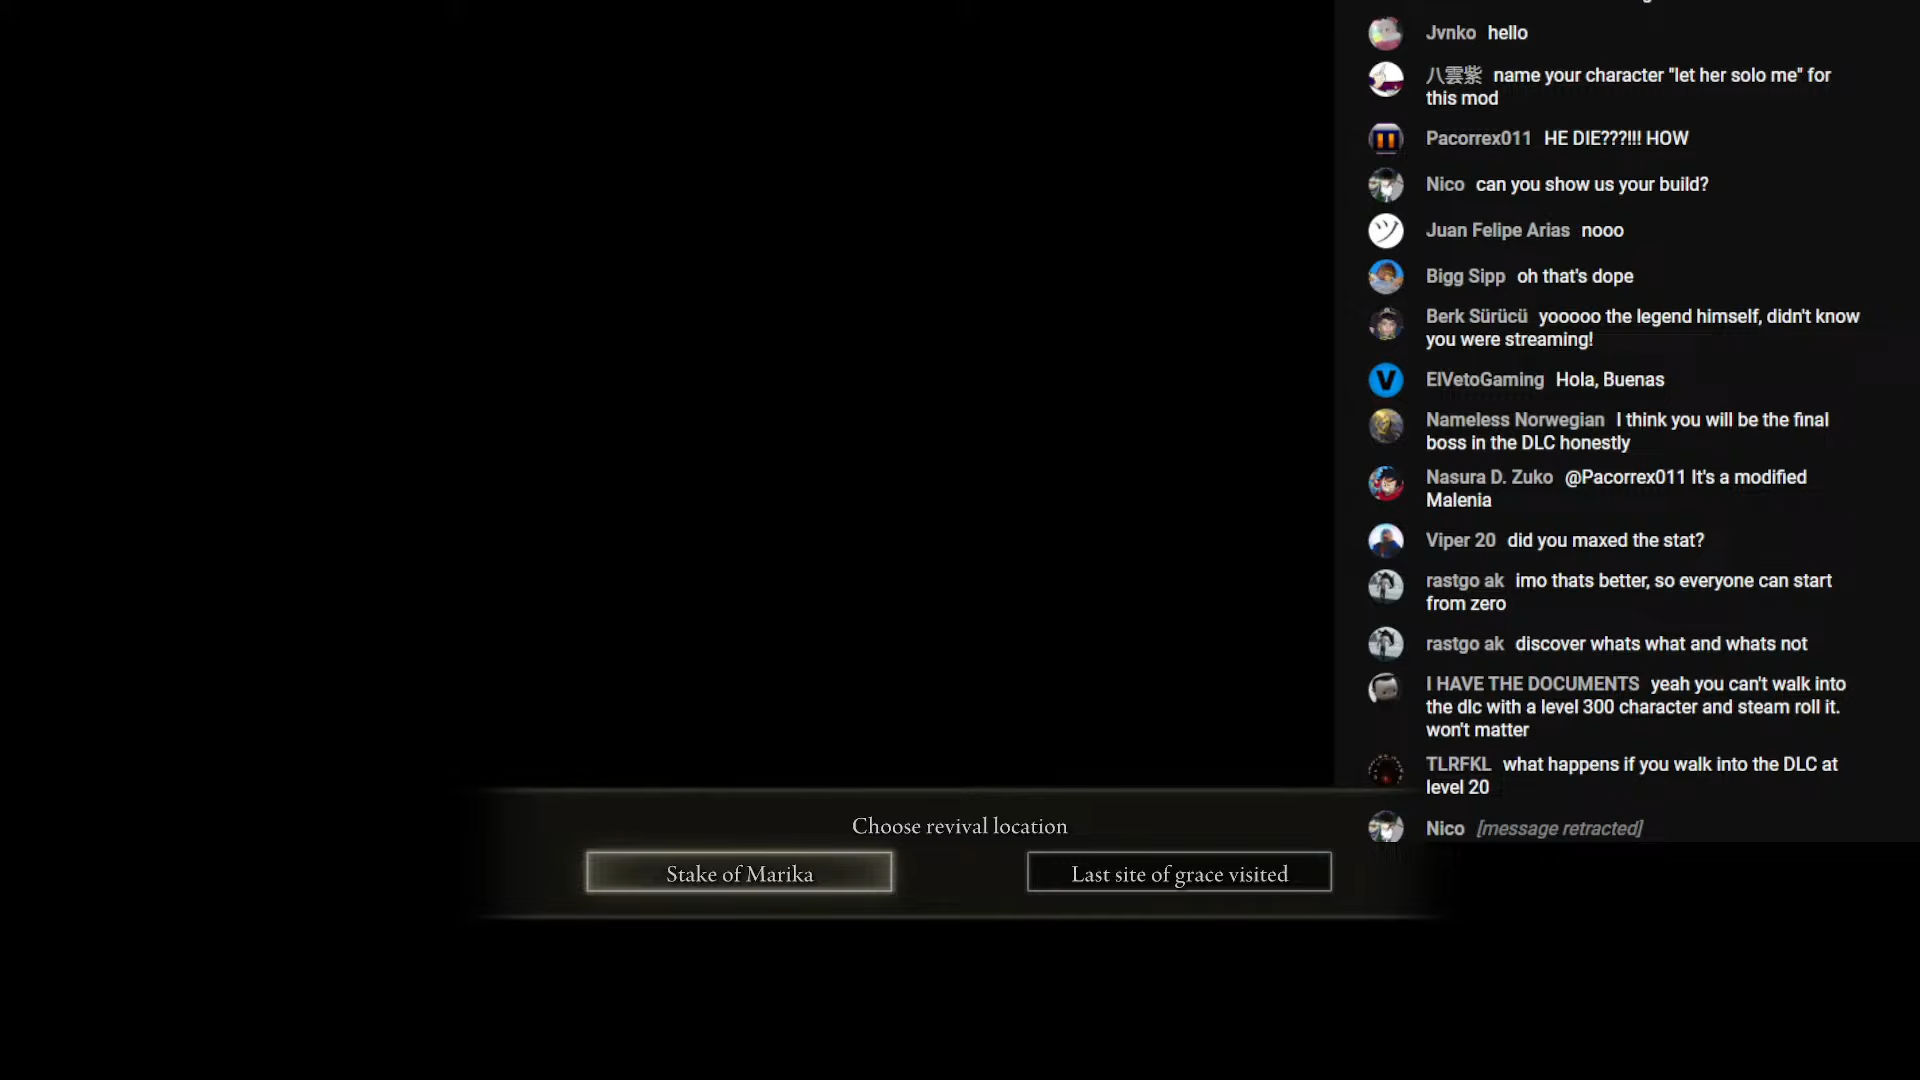 Jvnko hello
八雲紫 name your character "let her solo me" for
this mod
Pacorrex011 HE DIE???!!! HOW
Nico can you show us your build?
Juan Felipe Arias nooo
Bigg Sipp oh that's dope
Berk Sürücü yooooo the legend himself, didn't know
you were streaming!
ElVetoGaming Hola, Buenas
Nameless Norwegian I think you will be the final
boss in the DLC honestly
Nasura D. Zuko @Pacorrex011 It's a modified
Malenia
Viper 20 did you maxed the stat?
rastgo ak imo thats better, so everyone can start
from zero
rastgo ak discover whats what and whats not
I HAVE THE DOCUMENTS yeah you can't walk into
the dlc with a level 300 character and steam roll it.
won't matter
TLRFKL what happens if you walk into the DLC at
level 20
Nico [message retracted]
Choose revival location
Stake of Marika
Last site of grace visited